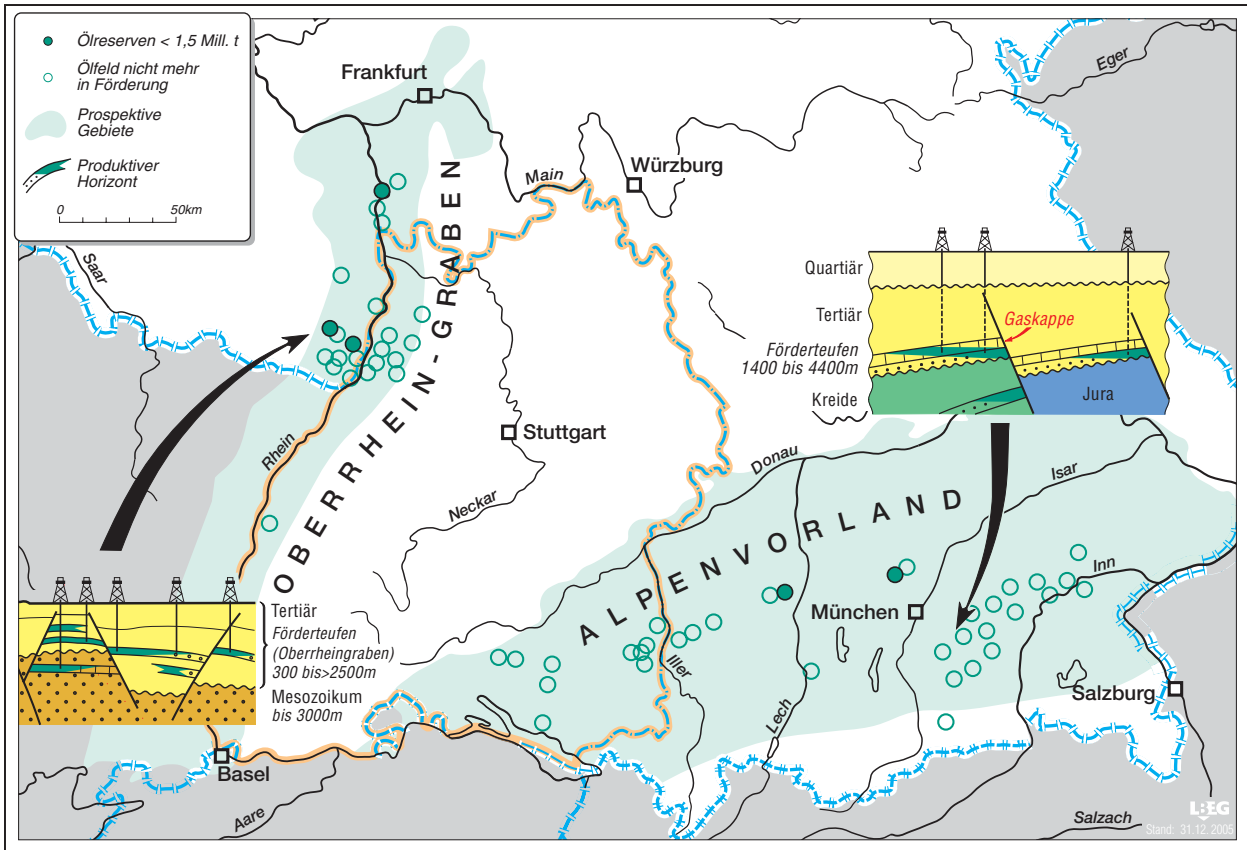 Ölreserven < 1,5 Mill. t
Ölfeld nicht mehr
in Förderung
Prospektive
Gebiete
Produktiver
Horizont
0 50km
Frankfurt
Eger
Würzburg
Main
Saar
OBERRHEIN-GRABEN
Rhein
Stuttgart
Neckar
Quartiär
Tertiär
Gaskappe
Förderteufen
1400 bis 4400m
Kreide
Jura
Donau
Isar
ALPENVORLAND
Inn
München
Iller
Lech
Salzburg
Tertiär
Förderteufen
(Oberrheingraben)
300 bis>2500m
Mesozoikum
bis 3000m
Basel
Aare
Salzach
LBEG
Stand: 31.12. 2005